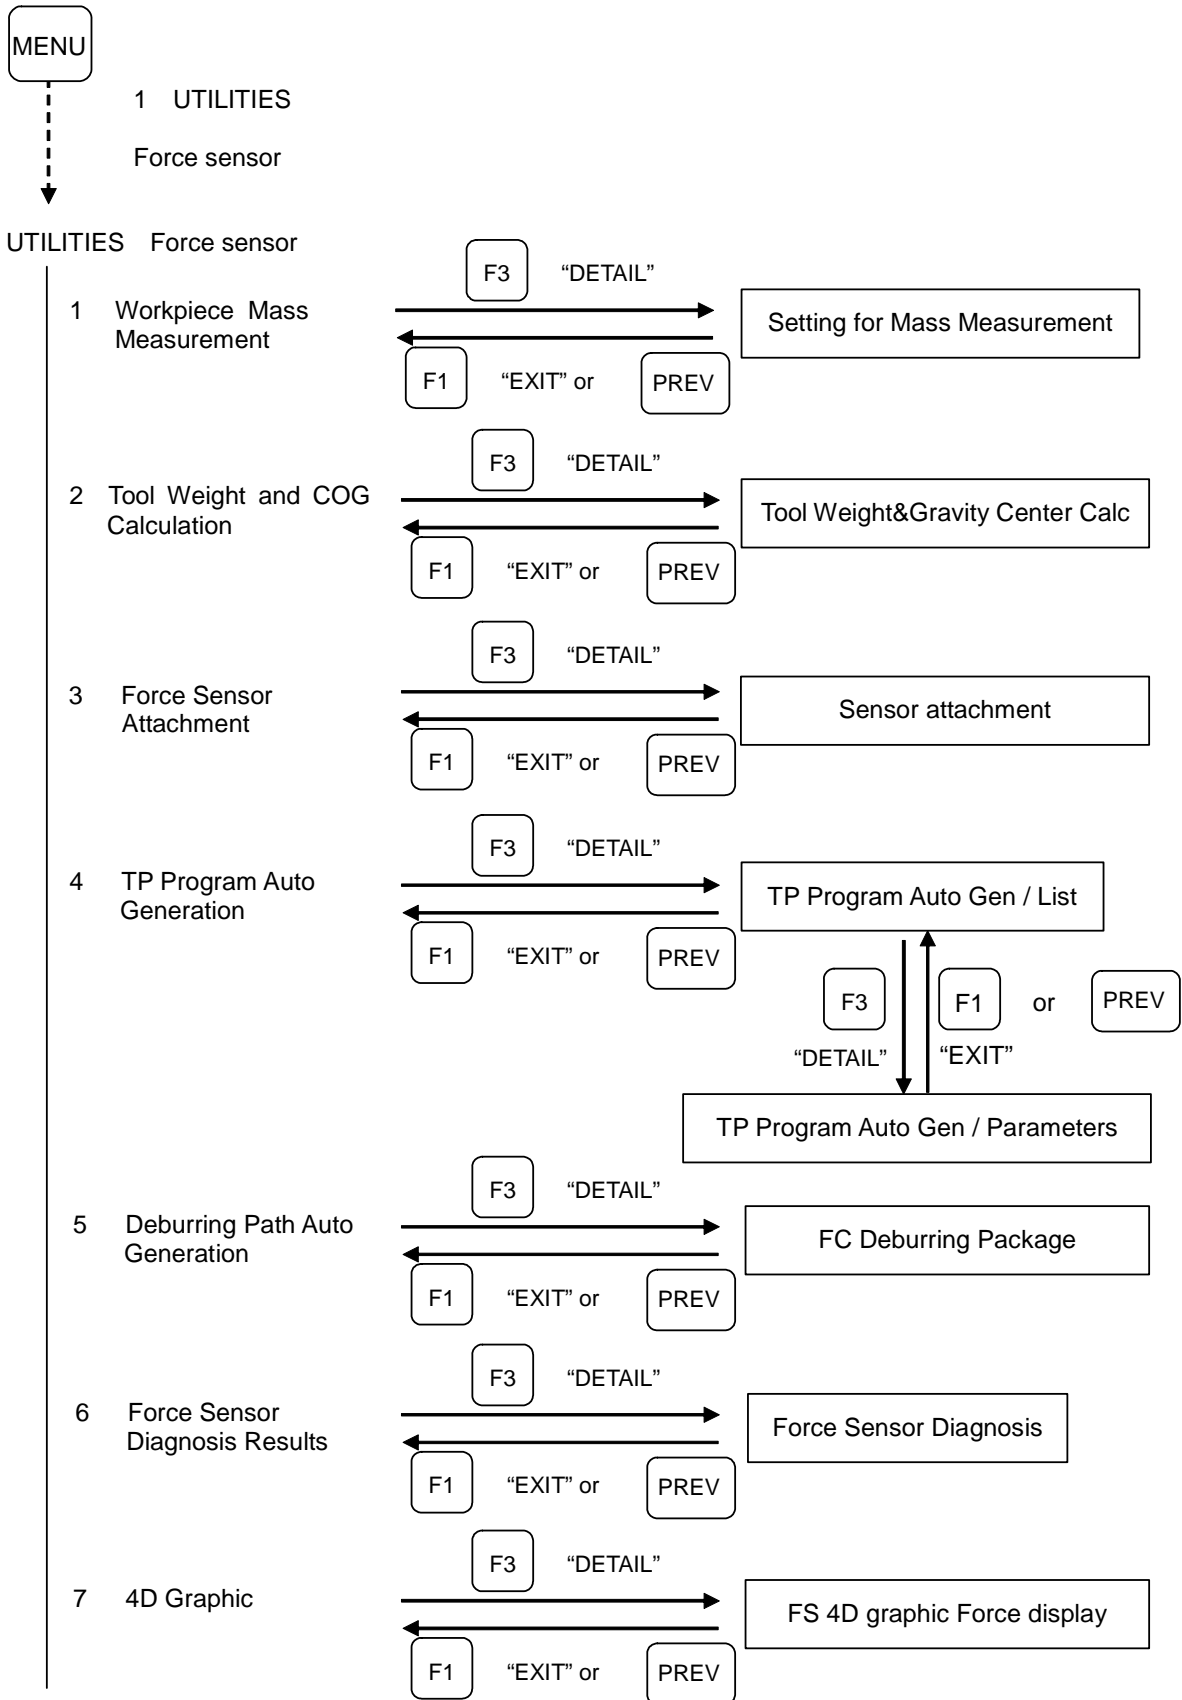 MENU
1 UTILITIES
Force sensor
UTILITIES Force sensor
F3 “DETAIL”
1 Workpiece Mass
Measurement
Setting for Mass Measurement
F1 “EXIT” or PREV
F3 “DETAIL”
2 Tool Weight and COG
Calculation
Tool Weight&Gravity Center Calc
F1 “EXIT” or PREV
F3 “DETAIL”
3 Force Sensor
Attachment
Sensor attachment
F1 “EXIT” or PREV
F3 “DETAIL”
4 TP Program Auto
Generation
TP Program Auto Gen / List
F1 “EXIT” or PREV
F3 F1 or PREV
“DETAIL” “EXIT”
TP Program Auto Gen / Parameters
F3 “DETAIL”
5 Deburring Path Auto
Generation
FC Deburring Package
F1 “EXIT” or PREV
F3 “DETAIL”
6 Force Sensor
Diagnosis Results
Force Sensor Diagnosis
F1 “EXIT” or PREV
F3 “DETAIL”
7 4D Graphic
FS 4D graphic Force display
F1 “EXIT” or PREV